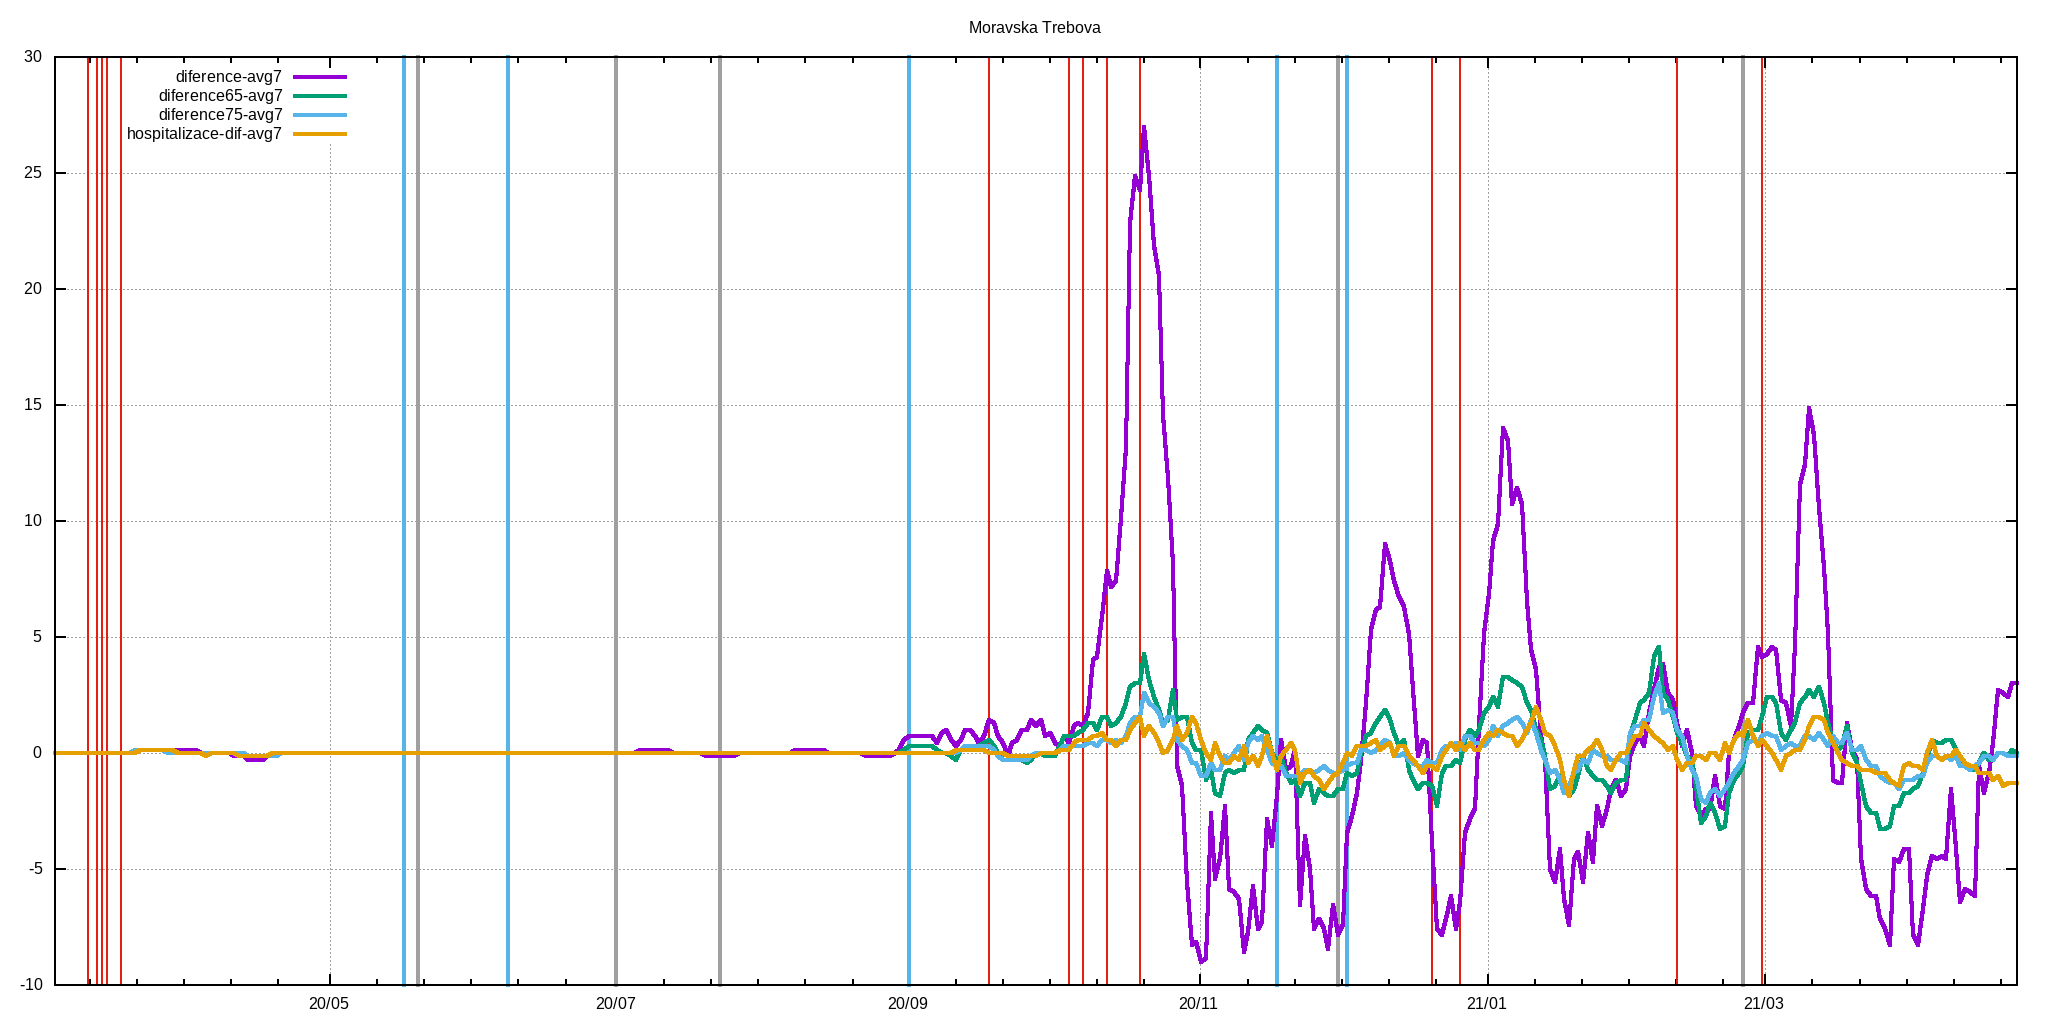 Moravska Trebova
30
25
20
15
10
5
0
-5
-10
diference-avg7
diference65-avg7
diference75-avg7
hospitalizace-dif-avg7
20/05 20/07 20/09 20/11 21/01 21/03